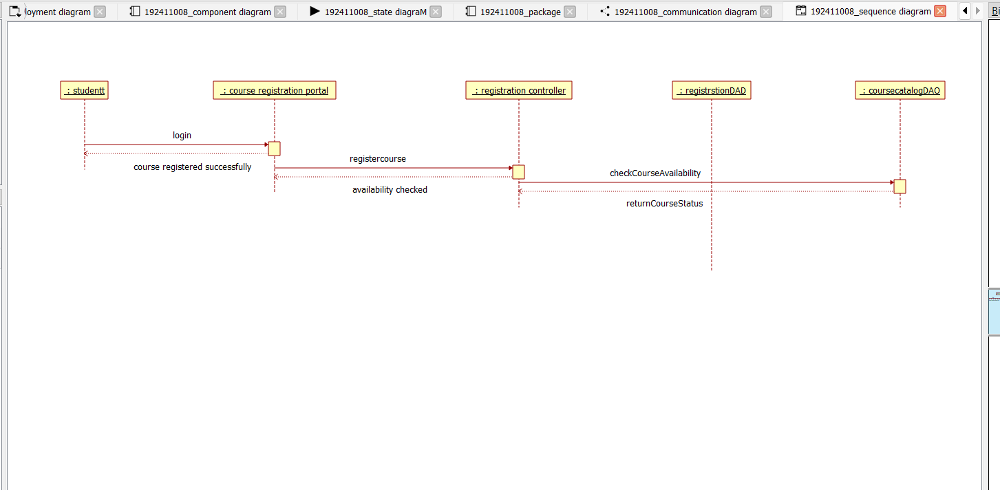 loyment diagram
192411008_component diagram
192411008_state diagraM
192411008_package
192411008_communication diagram
192411008_sequence diagram
: studentt
: course registration portal
: registration controller
: registrstionDAD
: coursecatalogDAO
login
course registered successfully
registercourse
availability checked
checkCourseAvailability
returnCourseStatus